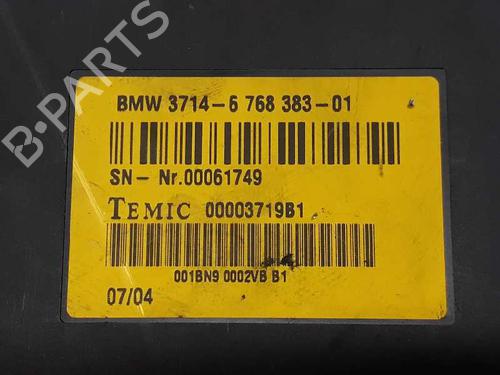 B-PARTS
BMW 3714-6 768 383-01
SN- Nr.00061749
TEMIC 00003719B1
001BN9 0002VB B1
07/04